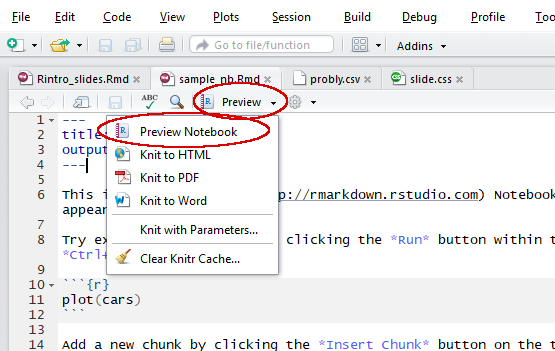 File Edit Code View Plots Session Build Debug Profile Tools
Go to file/function Addins
Rintro_slides.Rmd sample_nb.Rmd probly.csv slide.css
ABC Preview
1 ---
2 title
3 output
4 ---
Preview Notebook
Knit to HTML
Knit to PDF
Knit to Word
Knit with Parameters...
Clear Knitr Cache...
5
6 This i p://rmarkdown.rstudio.com) Notebook
appear
7
8 Try ex clicking the *Run* button within t
*Ctrl+
9
10 ```{r}
11 plot(cars)
12 ```
13
14 Add a new chunk by clicking the *Insert Chunk* button on the t